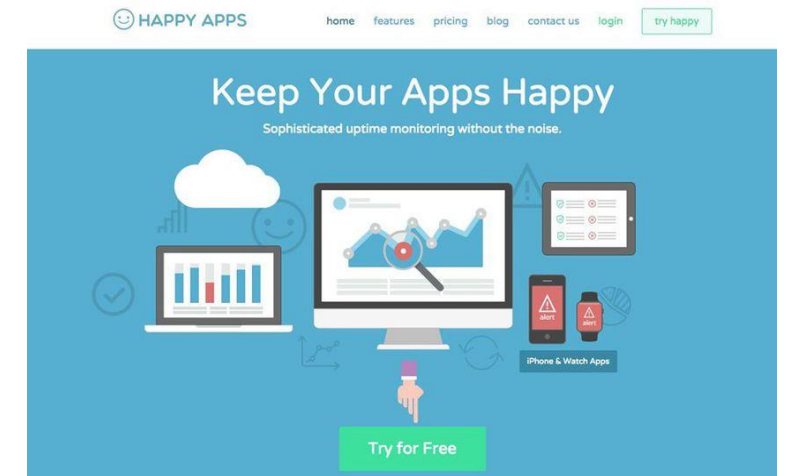 HAPPY APPS
home features pricing blog contact us login try happy
Keep Your Apps Happy
Sophisticated uptime monitoring without the noise.
alert
alert
iPhone & Watch Apps
Try for Free